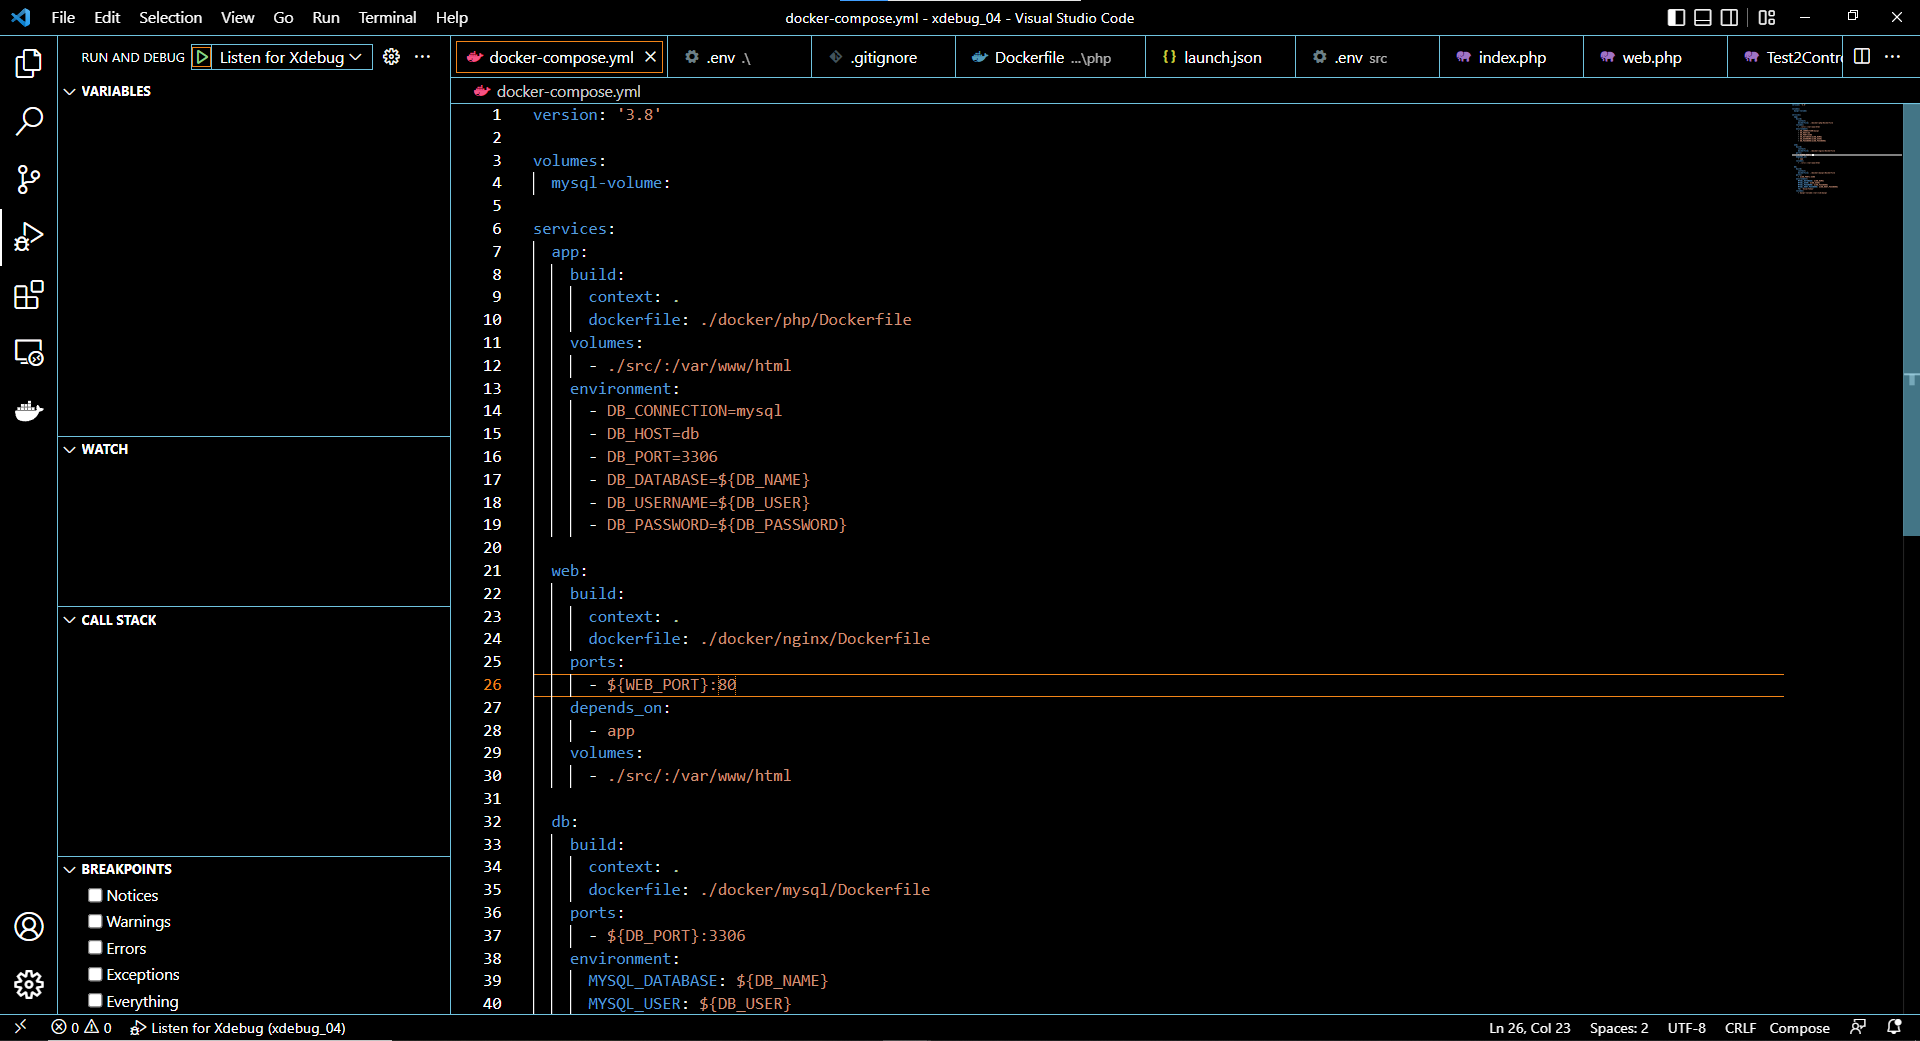 File Edit Selection View Go Run Terminal Help
docker-compose.yml - xdebug_04 - Visual Studio Code
RUN AND DEBUG Listen for Xdebug
docker-compose.yml .env .\ .gitignore Dockerfile ...\php launch.json .env src index.php web.php Test2Contr
docker-compose.yml
VARIABLES
WATCH
CALL STACK
BREAKPOINTS
Notices
Warnings
Errors
Exceptions
Everything
1 version: '3.8'
2
3 volumes:
4 mysql-volume:
5
6 services:
7 app:
8 build:
9 context: .
10 dockerfile: ./docker/php/Dockerfile
11 volumes:
12 - ./src/:/var/www/html
13 environment:
14 - DB_CONNECTION=mysql
15 - DB_HOST=db
16 - DB_PORT=3306
17 - DB_DATABASE=${DB_NAME}
18 - DB_USERNAME=${DB_USER}
19 - DB_PASSWORD=${DB_PASSWORD}
20
21 web:
22 build:
23 context: .
24 dockerfile: ./docker/nginx/Dockerfile
25 ports:
26 - ${WEB_PORT}:80
27 depends_on:
28 - app
29 volumes:
30 - ./src/:/var/www/html
31
32 db:
33 build:
34 context: .
35 dockerfile: ./docker/mysql/Dockerfile
36 ports:
37 - ${DB_PORT}:3306
38 environment:
39 MYSQL_DATABASE: ${DB_NAME}
40 MYSQL_USER: ${DB_USER}
0 0 Listen for Xdebug (xdebug_04)
Ln 26, Col 23 Spaces: 2 UTF-8 CRLF Compose